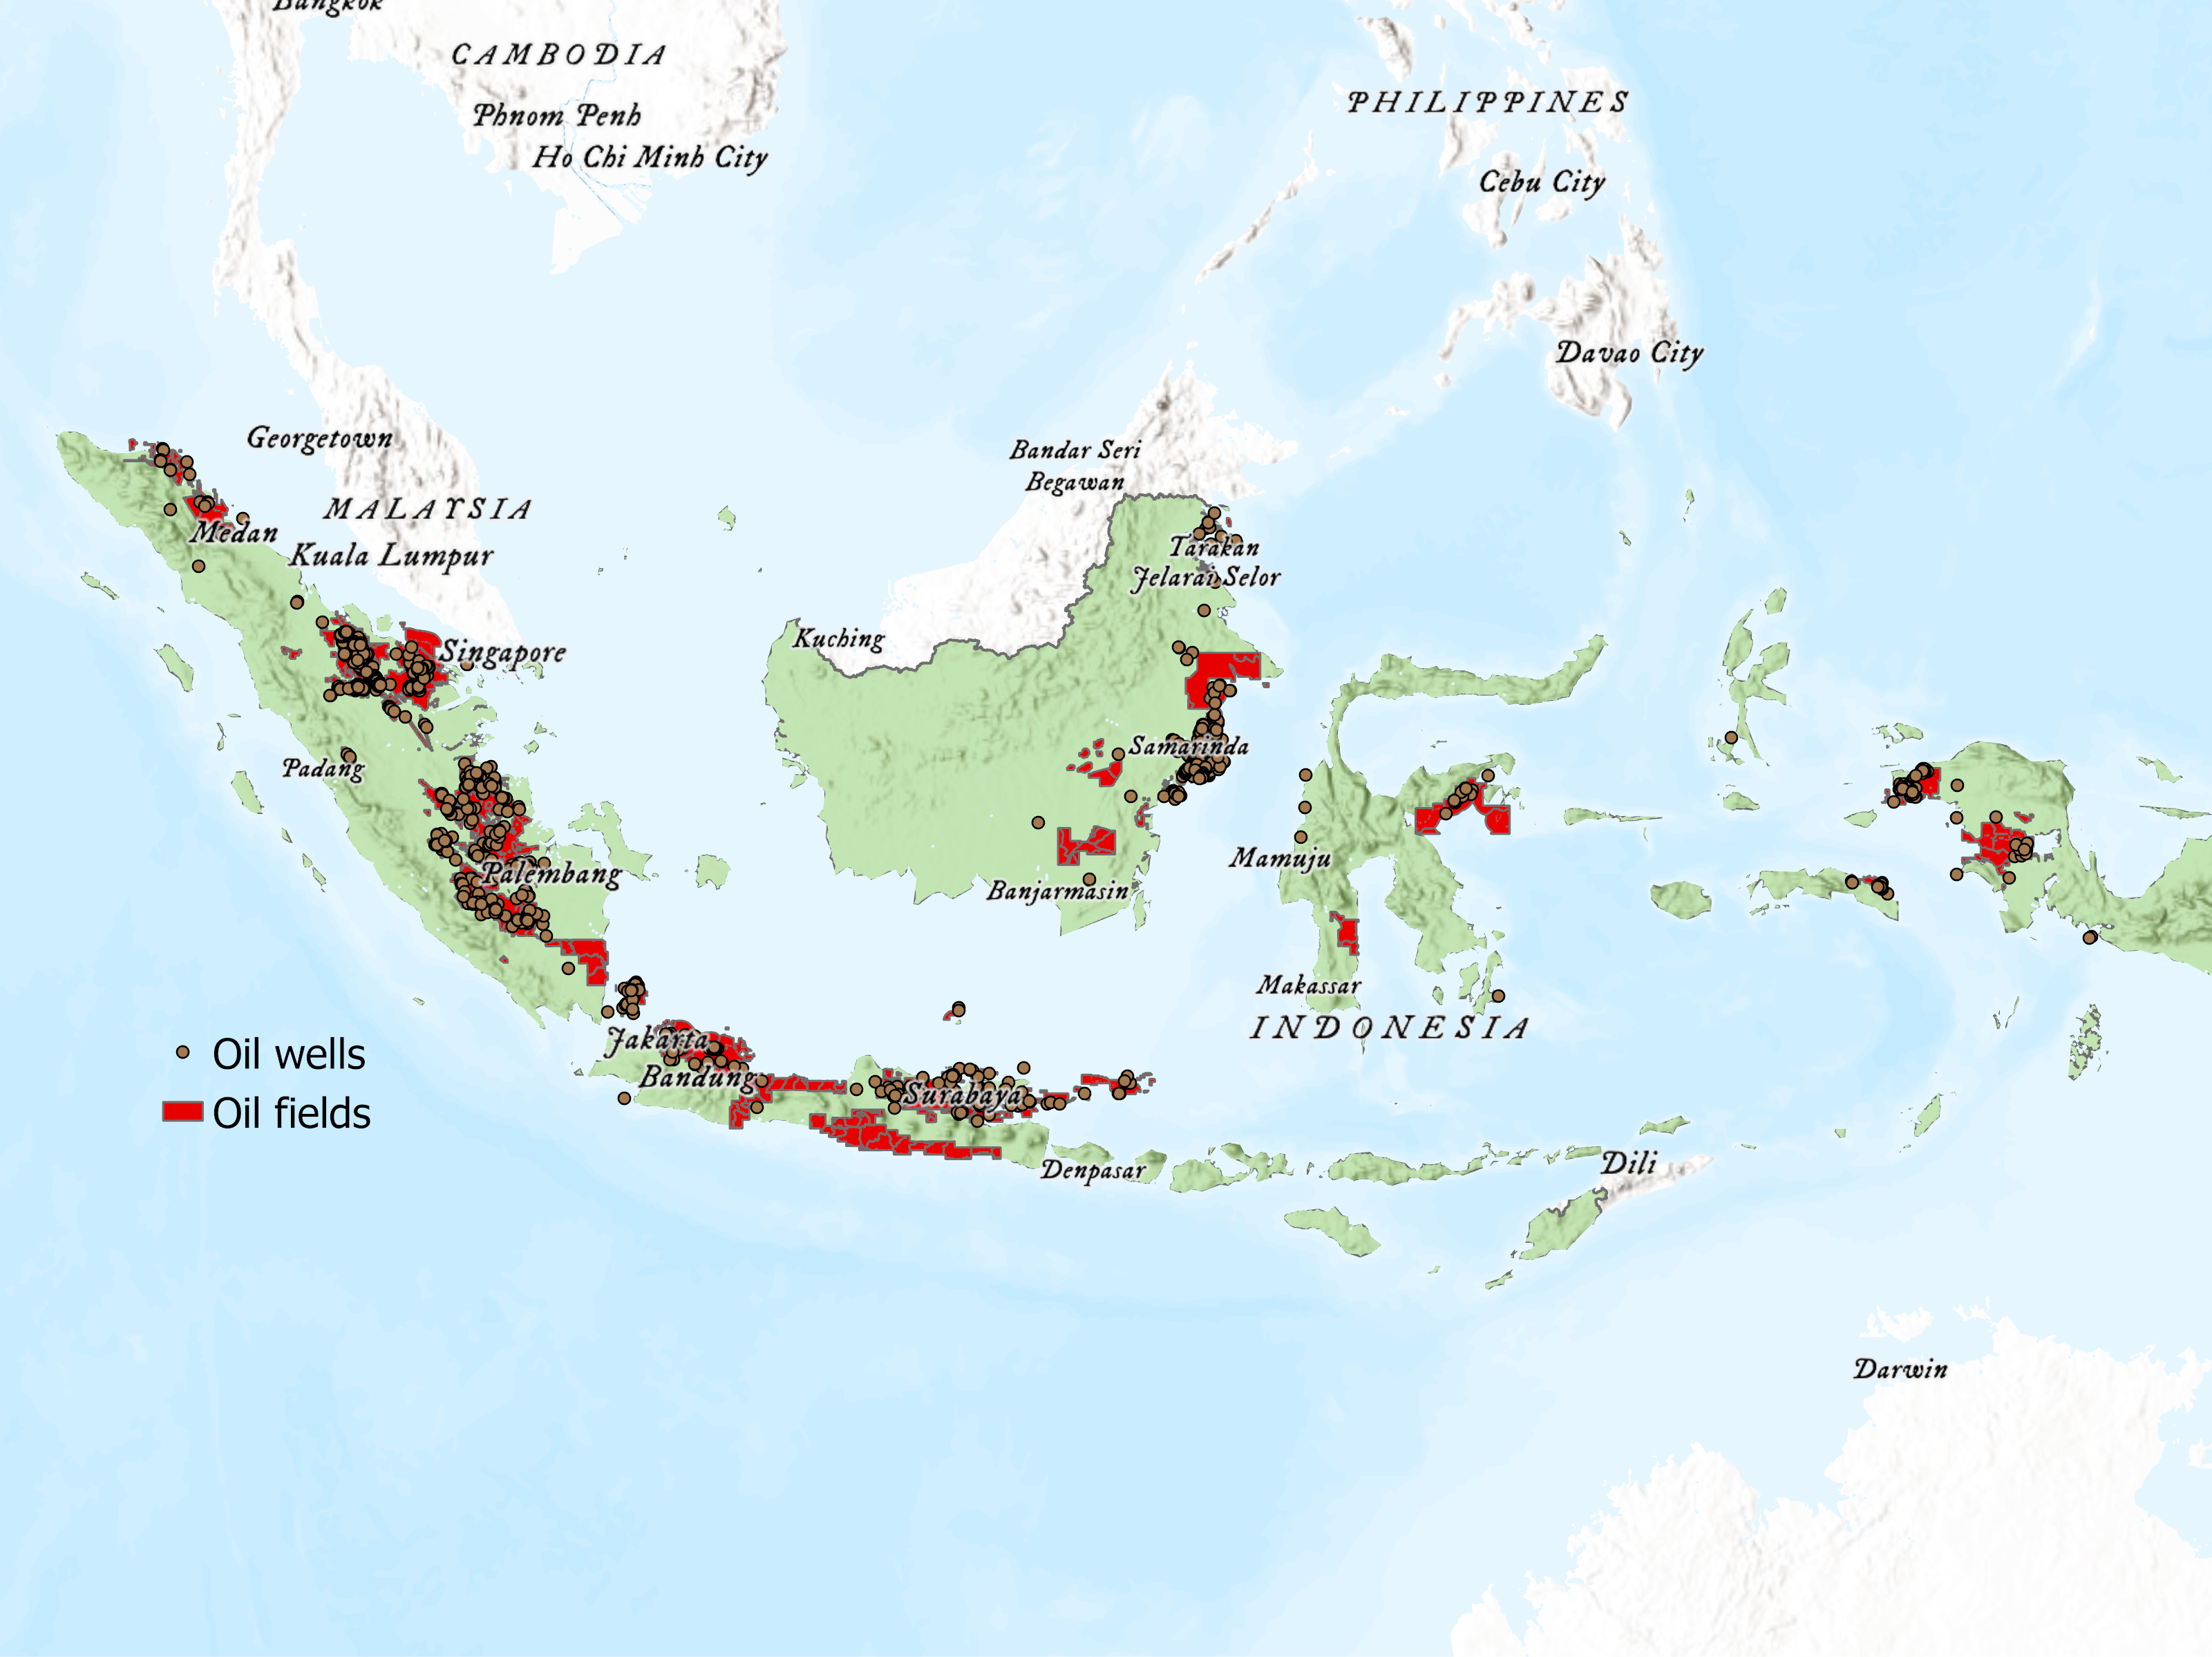 Bangkok
CAMBODIA
Phnom Penh
Ho Chi Minh City
PHILIPPINES
Cebu City
Davao City
Georgetown
MALAYSIA
Medan
Kuala Lumpur
Bandar Seri
Begawan
Tarakan
Jelarai Selor
Kuching
Singapore
Padang
Samarinda
Palembang
Mamuju
Banjarmasin
Makassar
INDONESIA
Jakarta
Bandung
Surabaya
Denpasar
Dili
Darwin
Oil wells
Oil fields